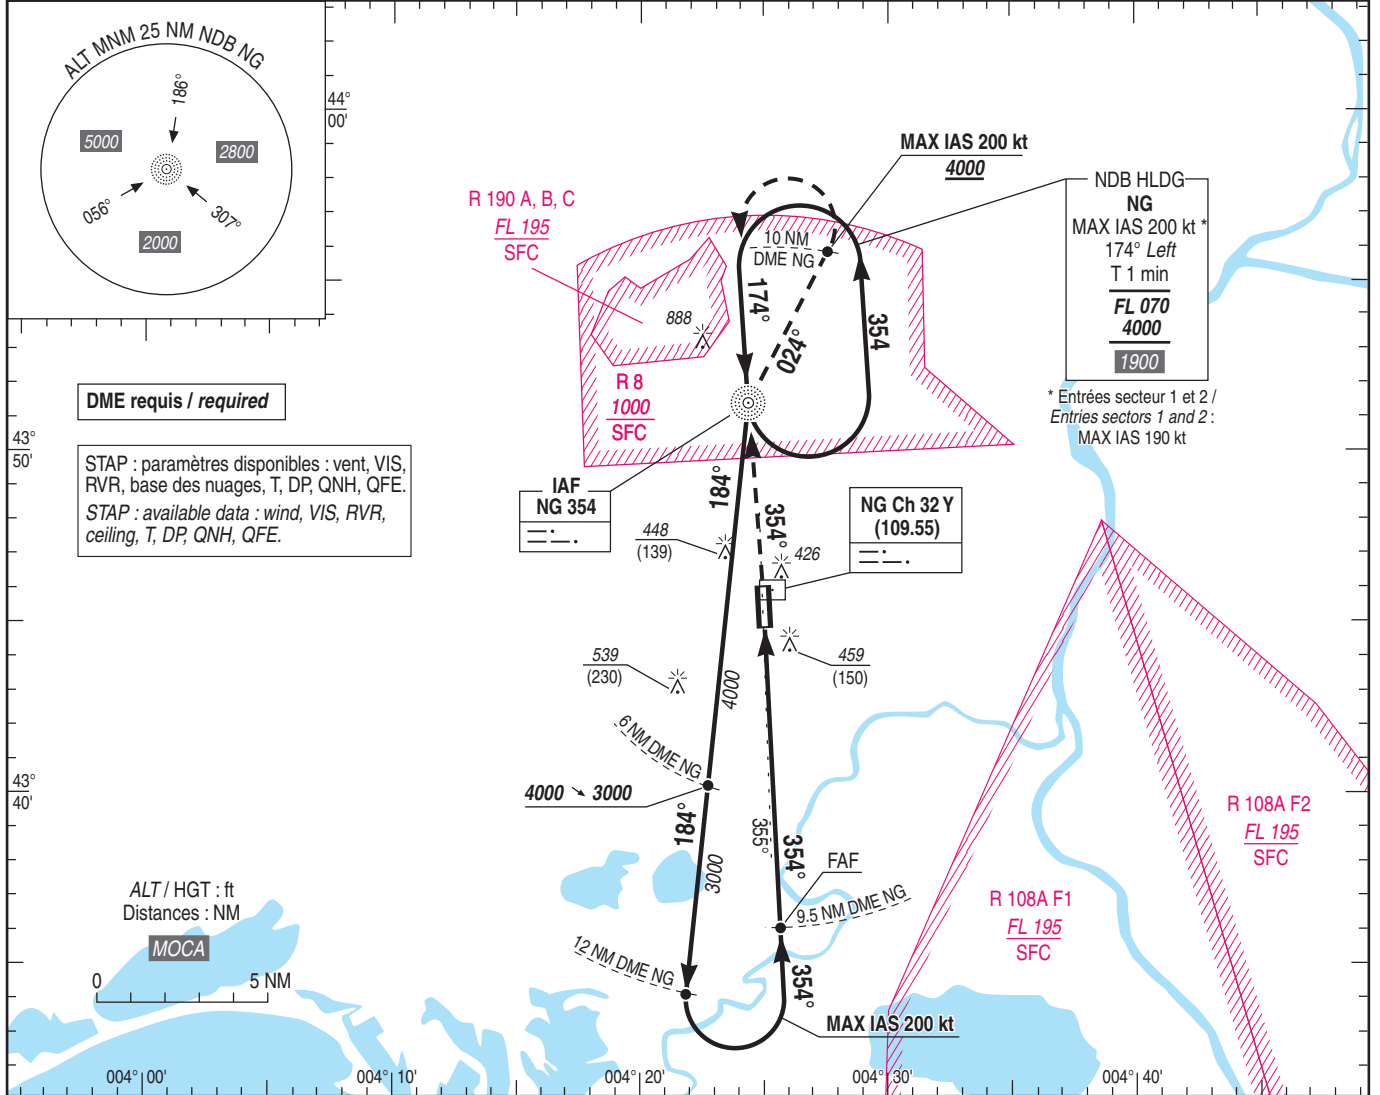 ALT MNM 25 NM NDB NG
186°
5000
2800
056°
307°
2000
44°
00'
MAX IAS 200 kt
4000
NDB HLDG
NG
MAX IAS 200 kt *
174° Left
T 1 min
FL 070
4000
1900
* Entrées secteur 1 et 2 /
Entries sectors 1 and 2 :
MAX IAS 190 kt
R 190 A, B, C
FL 195
SFC
10 NM
DME NG
174°
024°
354
888
R 8
1000
SFC
DME requis / required
43°
50'
STAP : paramètres disponibles : vent, VIS,
RVR, base des nuages, T, DP, QNH, QFE.
STAP : available data : wind, VIS, RVR,
ceiling, T, DP, QNH, QFE.
IAF
NG 354
184°
354°
NG Ch 32 Y
(109.55)
448
(139)
426
539
(230)
459
(150)
4000
6 NM DME NG
43°
40'
4000 ↘ 3000
184°
3000
355°
354°
FAF
9.5 NM DME NG
R 108A F2
FL 195
SFC
R 108A F1
FL 195
SFC
ALT / HGT : ft
Distances : NM
MOCA
0
5 NM
12 NM DME NG
354°
MAX IAS 200 kt
004° 00'
004° 10'
004° 20'
004° 30'
004° 40'